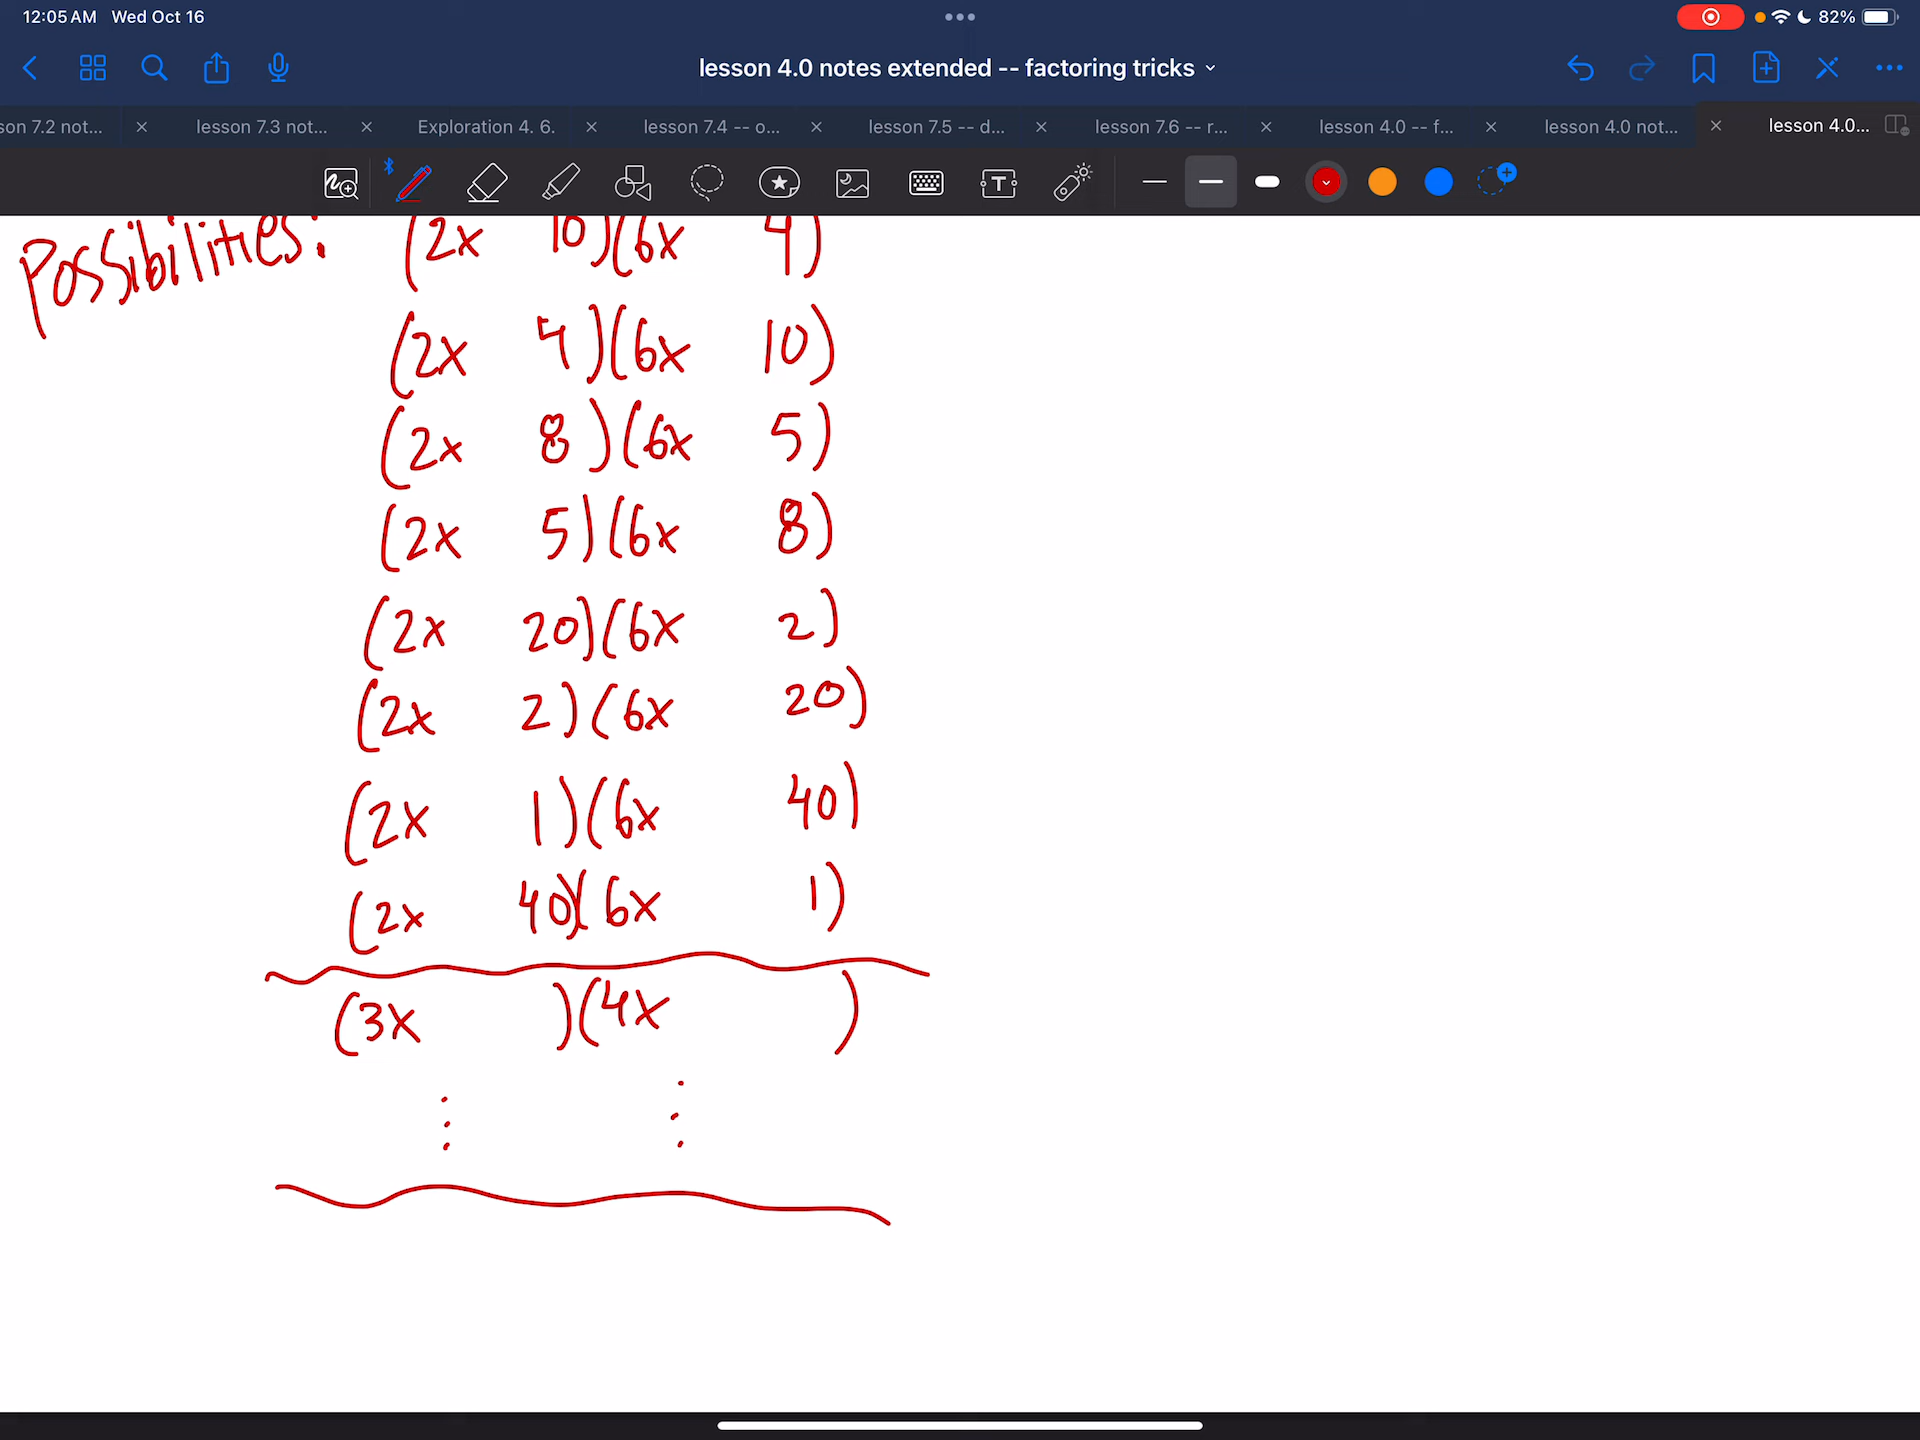 12:05 AM Wed Oct 16
82%
lesson 4.0 notes extended -- factoring tricks
son 7.2 not...
lesson 7.3 not...
Exploration 4. 6.
lesson 7.4 -- o...
lesson 7.5 -- d...
lesson 7.6 -- r...
lesson 4.0 -- f...
lesson 4.0 not...
lesson 4.0...
T
Possibilities: (2x 10)(6x 4)
(2x 4)(6x 10)
(2x 8)(6x 5)
(2x 5)(6x 8)
(2x 20)(6x 2)
(2x 2)(6x 20)
(2x 1)(6x 40)
(2x 40)(6x 1)
(3x )(4x )
⋮ ⋮